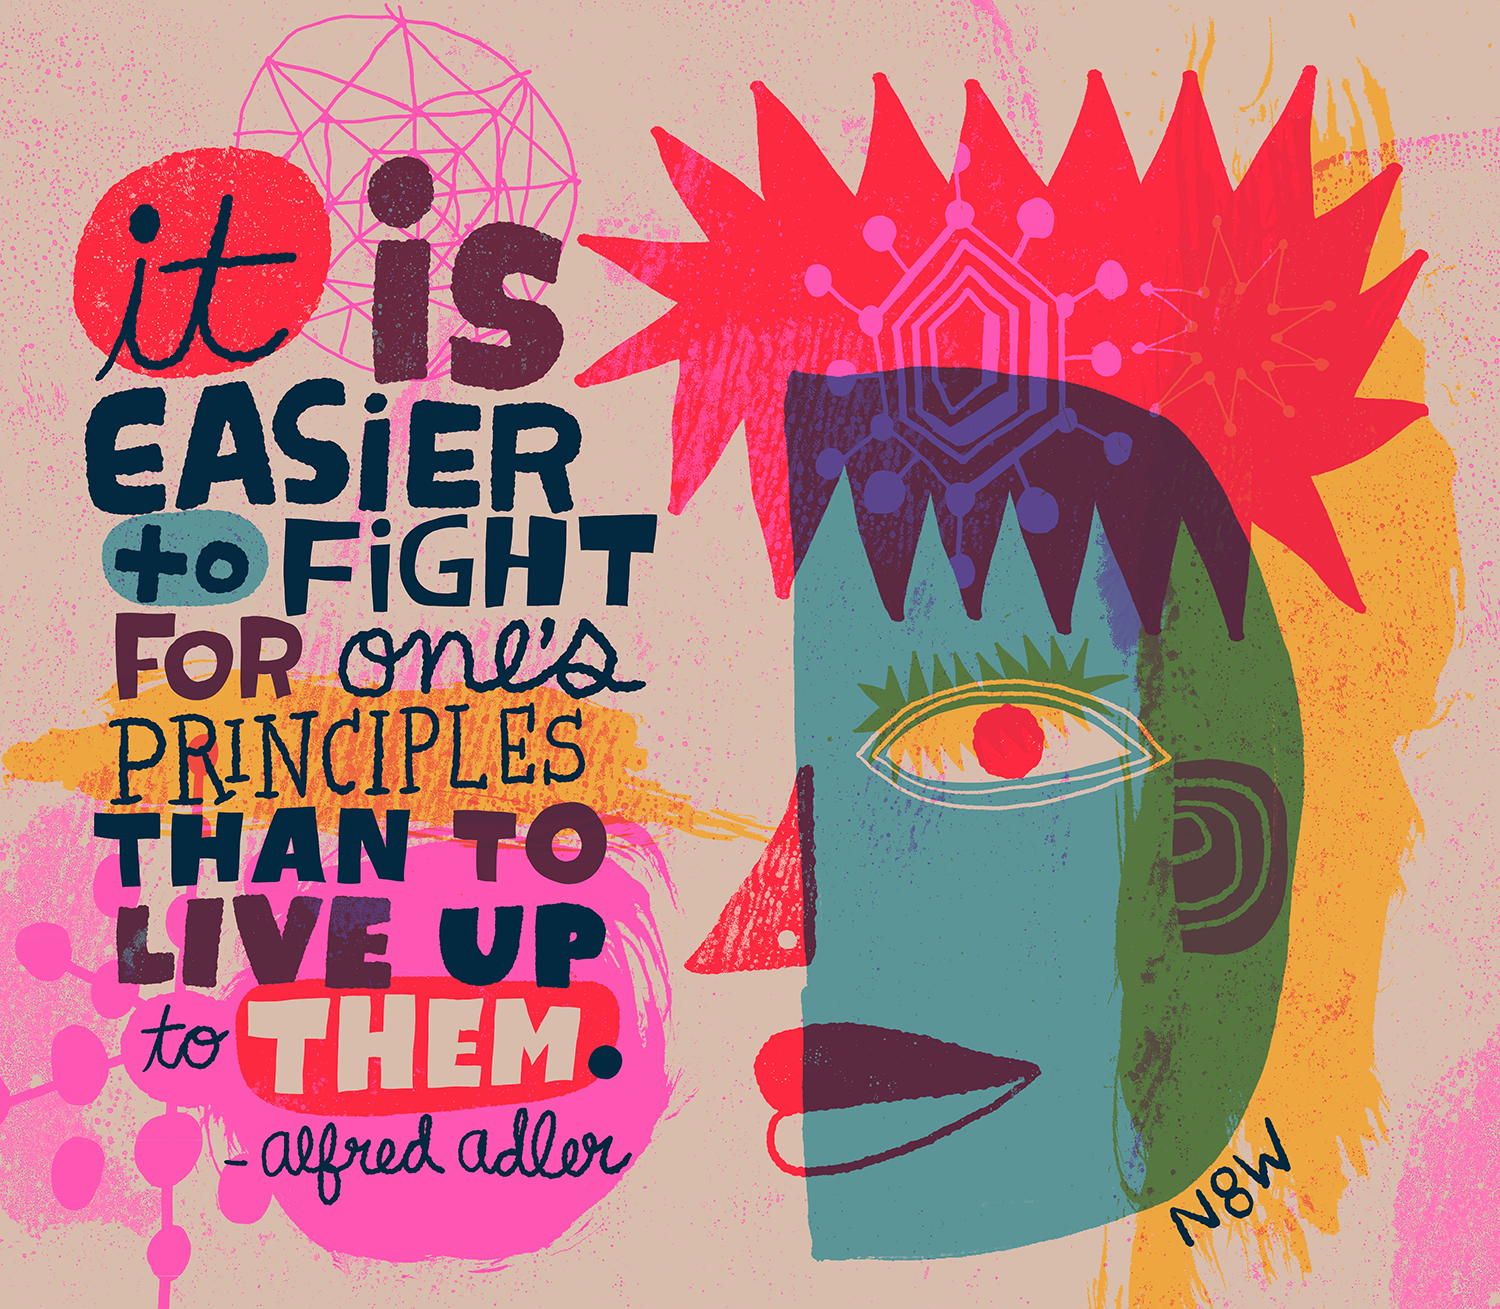 it is
EASiER
to FiGHT
FOR one's
PRINCIPLES
THAN TO
LIVE UP
to THEM.
-alfred adler
N8W